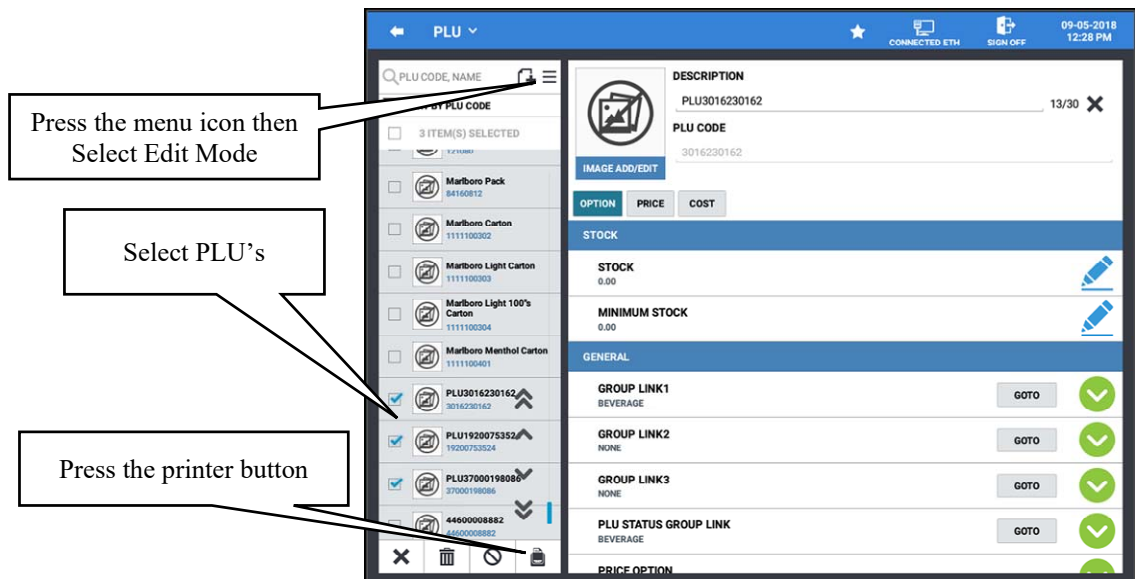 PLU
CONNECTED ETH
SIGN OFF
09-05-2018
12:28 PM
PLU CODE, NAME
BY PLU CODE
3 ITEM(S) SELECTED
Marlboro Pack
84160812
Marlboro Carton
1111100302
Marlboro Light Carton
1111100303
Marlboro Light 100's
Carton
1111100304
Marlboro Menthol Carton
1111100401
PLU3016230162
3016230162
PLU1920075352
19200753524
PLU37000198086
37000198086
44600008882
44600008882
Press the menu icon then
Select Edit Mode
Select PLU's
Press the printer button
IMAGE ADD/EDIT
DESCRIPTION
PLU3016230162
13/30
PLU CODE
3016230162
OPTION PRICE COST
STOCK
STOCK
0.00
MINIMUM STOCK
0.00
GENERAL
GROUP LINK1
BEVERAGE
GOTO
GROUP LINK2
NONE
GOTO
GROUP LINK3
NONE
GOTO
PLU STATUS GROUP LINK
BEVERAGE
GOTO
PRICE OPTION